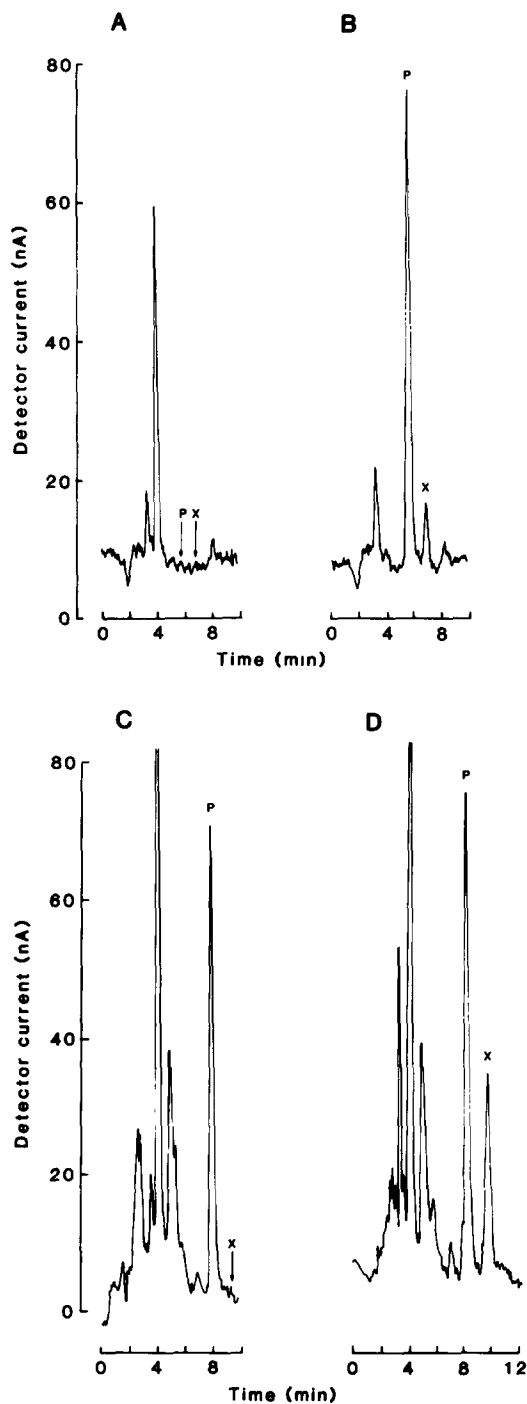 A
B
80
60
40
20
0
Detector current (nA)
P X
P
X
0 4 8
0 4 8
Time (min)
C
D
80
60
40
20
0
Detector current (nA)
P
X
P
X
0 4 8
0 4 8 12
Time (min)